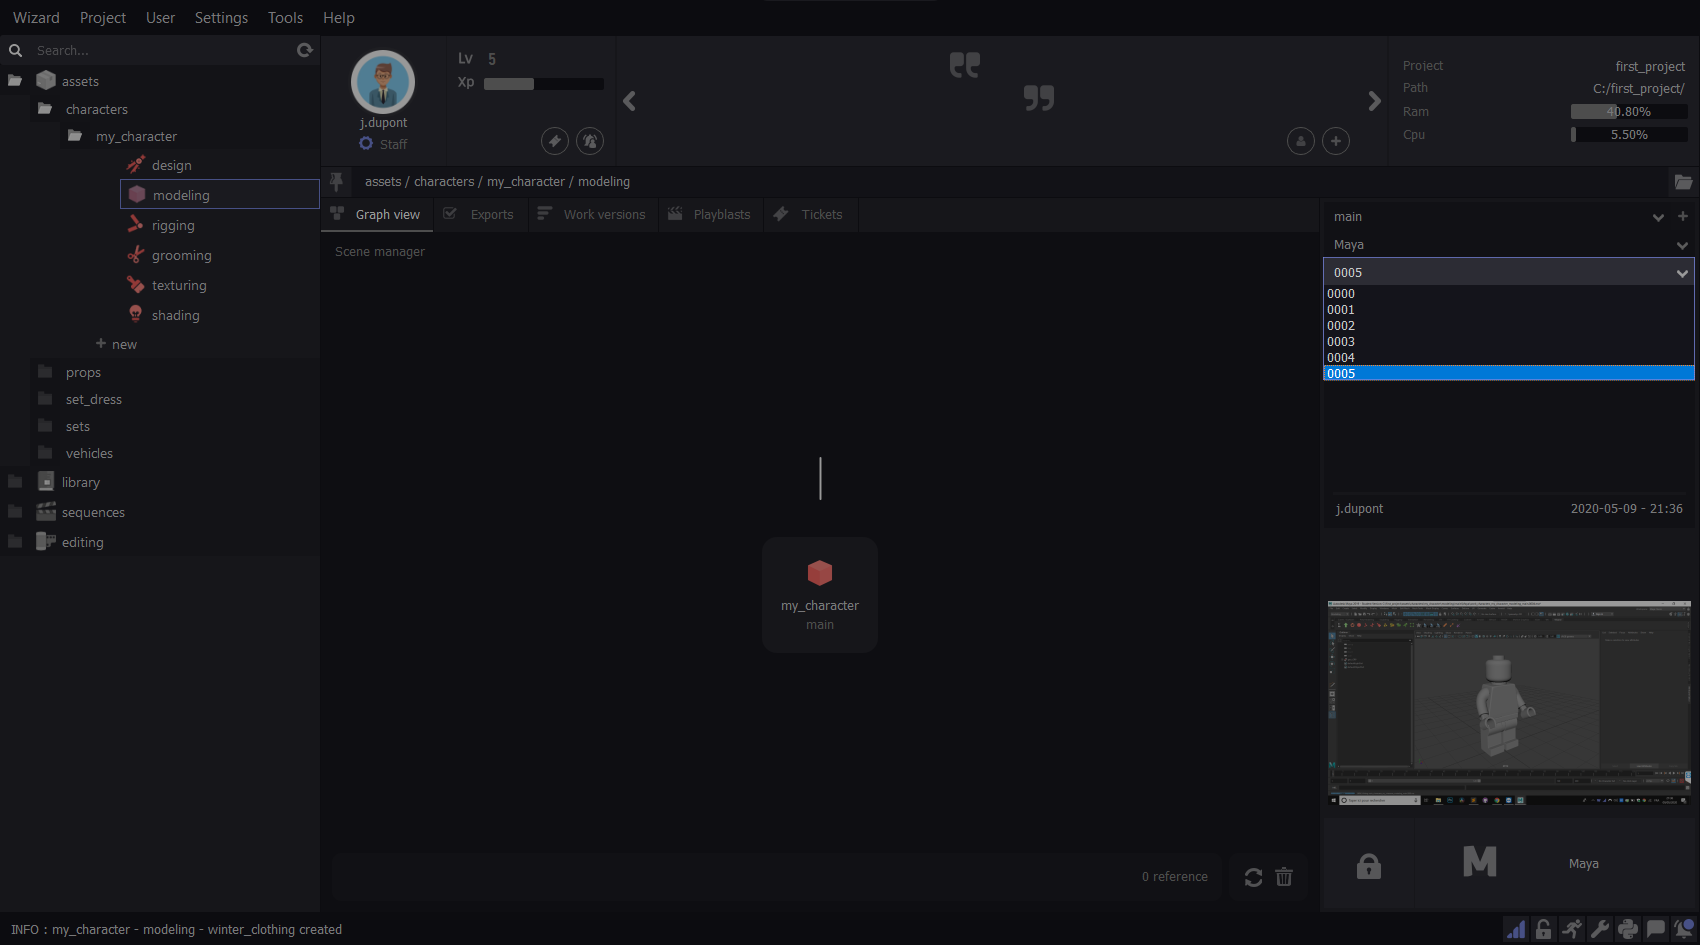 Wizard Project User Settings Tools Help
Search...
assets
characters
my_character
design
modeling
rigging
grooming
texturing
shading
+ new
props
set_dress
sets
vehicles
library
sequences
editing
j.dupont
Staff
Lv 5
Xp
Project first_project
Path C:/first_project/
Ram 40.80%
Cpu 5.50%
assets / characters / my_character / modeling
Graph view Exports Work versions Playblasts Tickets
Scene manager
my_character
main
0 reference
main
Maya
0005
0000
0001
0002
0003
0004
0005
j.dupont 2020-05-09 - 21:36
M Maya
INFO : my_character - modeling - winter_clothing created